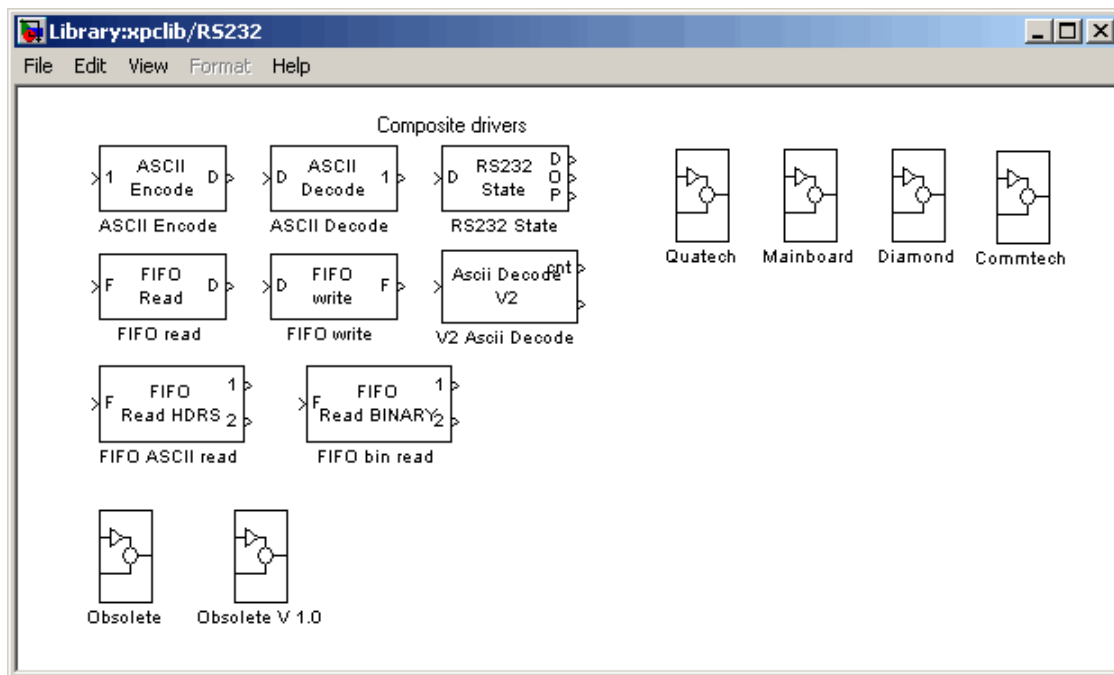 Library:xpclib/RS232
File Edit View Format Help
Composite drivers
1 ASCII Encode D
ASCII Encode
D ASCII Decode 1
ASCII Decode
D RS232 State D O P
RS232 State
Quatech
Mainboard
Diamond
Commtech
F FIFO Read D
FIFO read
D FIFO write F
FIFO write
Ascii Decode V2 cnt
V2 Ascii Decode
F FIFO Read HDRS 1 2
FIFO ASCII read
F FIFO Read BINARY 1 2
FIFO bin read
Obsolete
Obsolete V 1.0